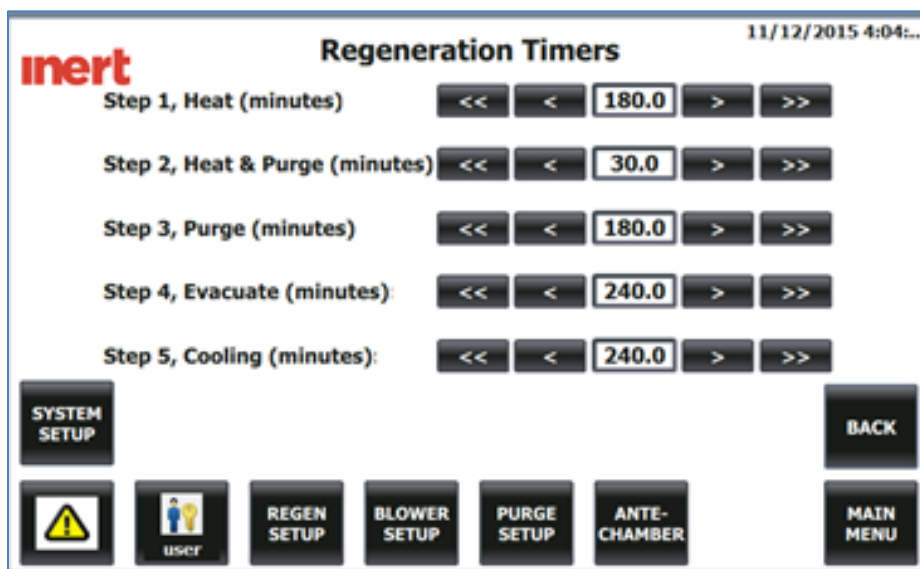 11/12/2015 4:04:..
inert
Regeneration Timers
Step 1, Heat (minutes) << < 180.0 > >>
Step 2, Heat & Purge (minutes) << < 30.0 > >>
Step 3, Purge (minutes) << < 180.0 > >>
Step 4, Evacuate (minutes): << < 240.0 > >>
Step 5, Cooling (minutes): << < 240.0 > >>
SYSTEM
SETUP
BACK
user
REGEN
SETUP
BLOWER
SETUP
PURGE
SETUP
ANTE-
CHAMBER
MAIN
MENU